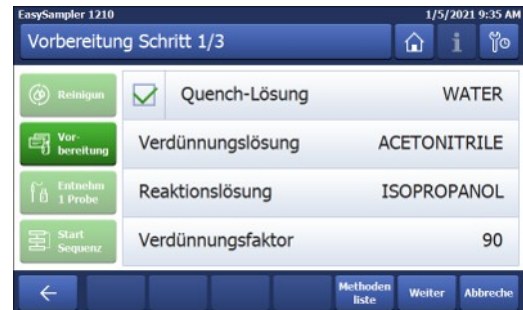 EasySampler 1210
1/5/2021 9:35 AM
Vorbereitung Schritt 1/3
Reinigun
Quench-Lösung WATER
Vor-
bereitung
Verdünnungslösung ACETONITRILE
Entnehm
1 Probe
Reaktionslösung ISOPROPANOL
Start
Sequenz
Verdünnungsfaktor 90
Methoden
liste
Weiter
Abbreche